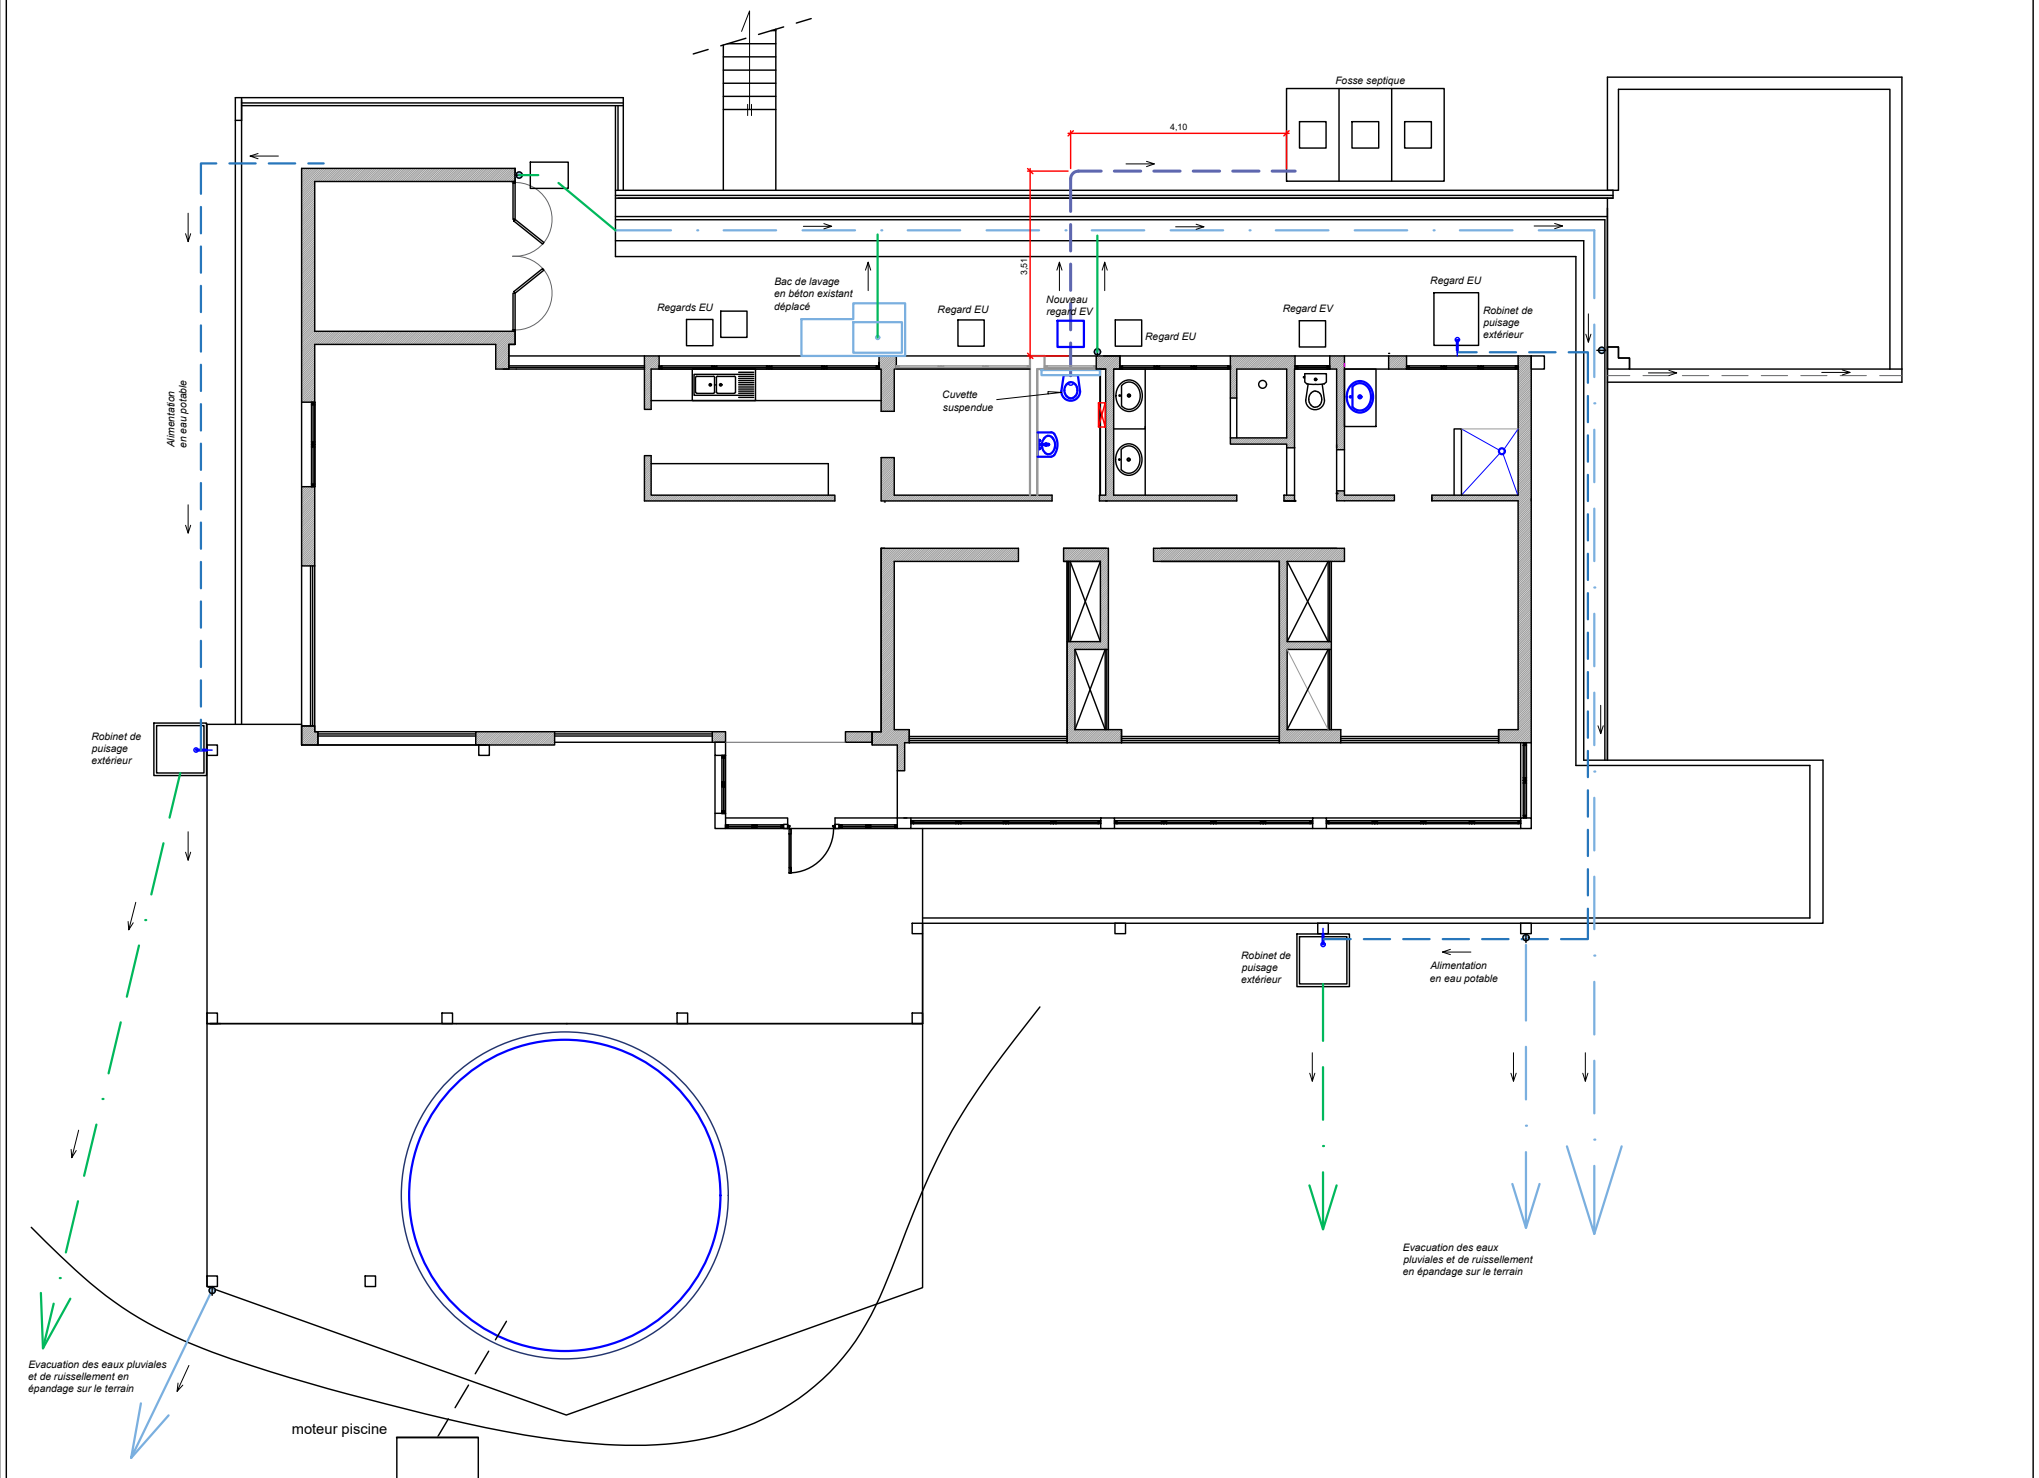 Fosse septique
4,10
3,51
Bac de lavage
en béton existant
déplacé
Regards EU
Regard EU
Nouveau
regard EV
Regard EU
Regard EV
Regard EU
Robinet de
puisage
extérieur
Cuvette
suspendue
Alimentation
en eau potable
Robinet de
puisage
extérieur
Robinet de
puisage
extérieur
Alimentation
en eau potable
Evacuation des eaux
pluviales et de ruissellement
en épandage sur le terrain
Evacuation des eaux pluviales
et de ruissellement en
épandage sur le terrain
moteur piscine